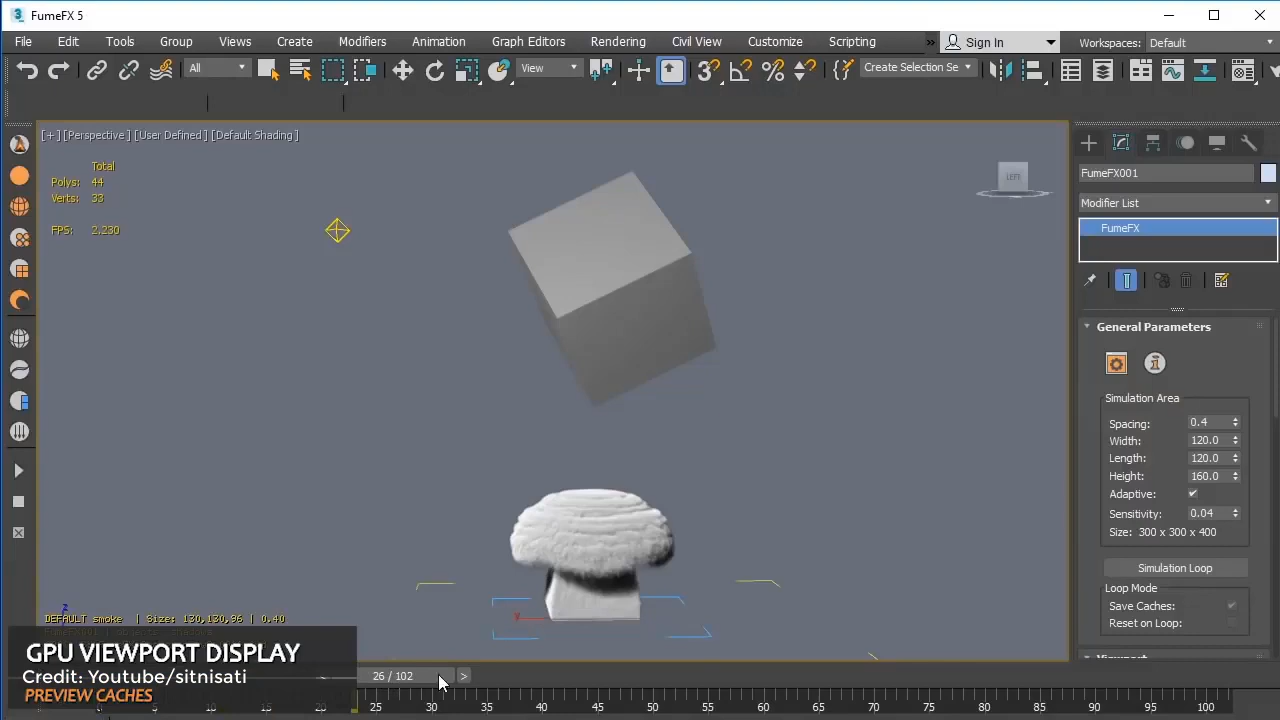 FumeFX 5
File Edit Tools Group Views Create Modifiers Animation Graph Editors Rendering Civil View Customize Scripting » Sign In Workspaces: Default
All View Create Selection Se
[+] [Perspective] [User Defined] [Default Shading]
Total
Polys: 44
Verts: 33
FPS: 2.230
LEFT
FumeFX001
Modifier List
FumeFX
General Parameters
Simulation Area
Spacing: 0.4
Width: 120.0
Length: 120.0
Height: 160.0
Adaptive:
Sensitivity: 0.04
Size: 300 x 300 x 400
Simulation Loop
Loop Mode
Save Caches:
Reset on Loop:
z
Y
DEFAULT smoke | Size: 130,130,96 | 0.40
GPU VIEWPORT DISPLAY
Credit: Youtube/sitnisati
PREVIEW CACHES
26 / 102 >
20 25 30 35 40 45 50 55 60 65 70 75 80 85 90 95 100